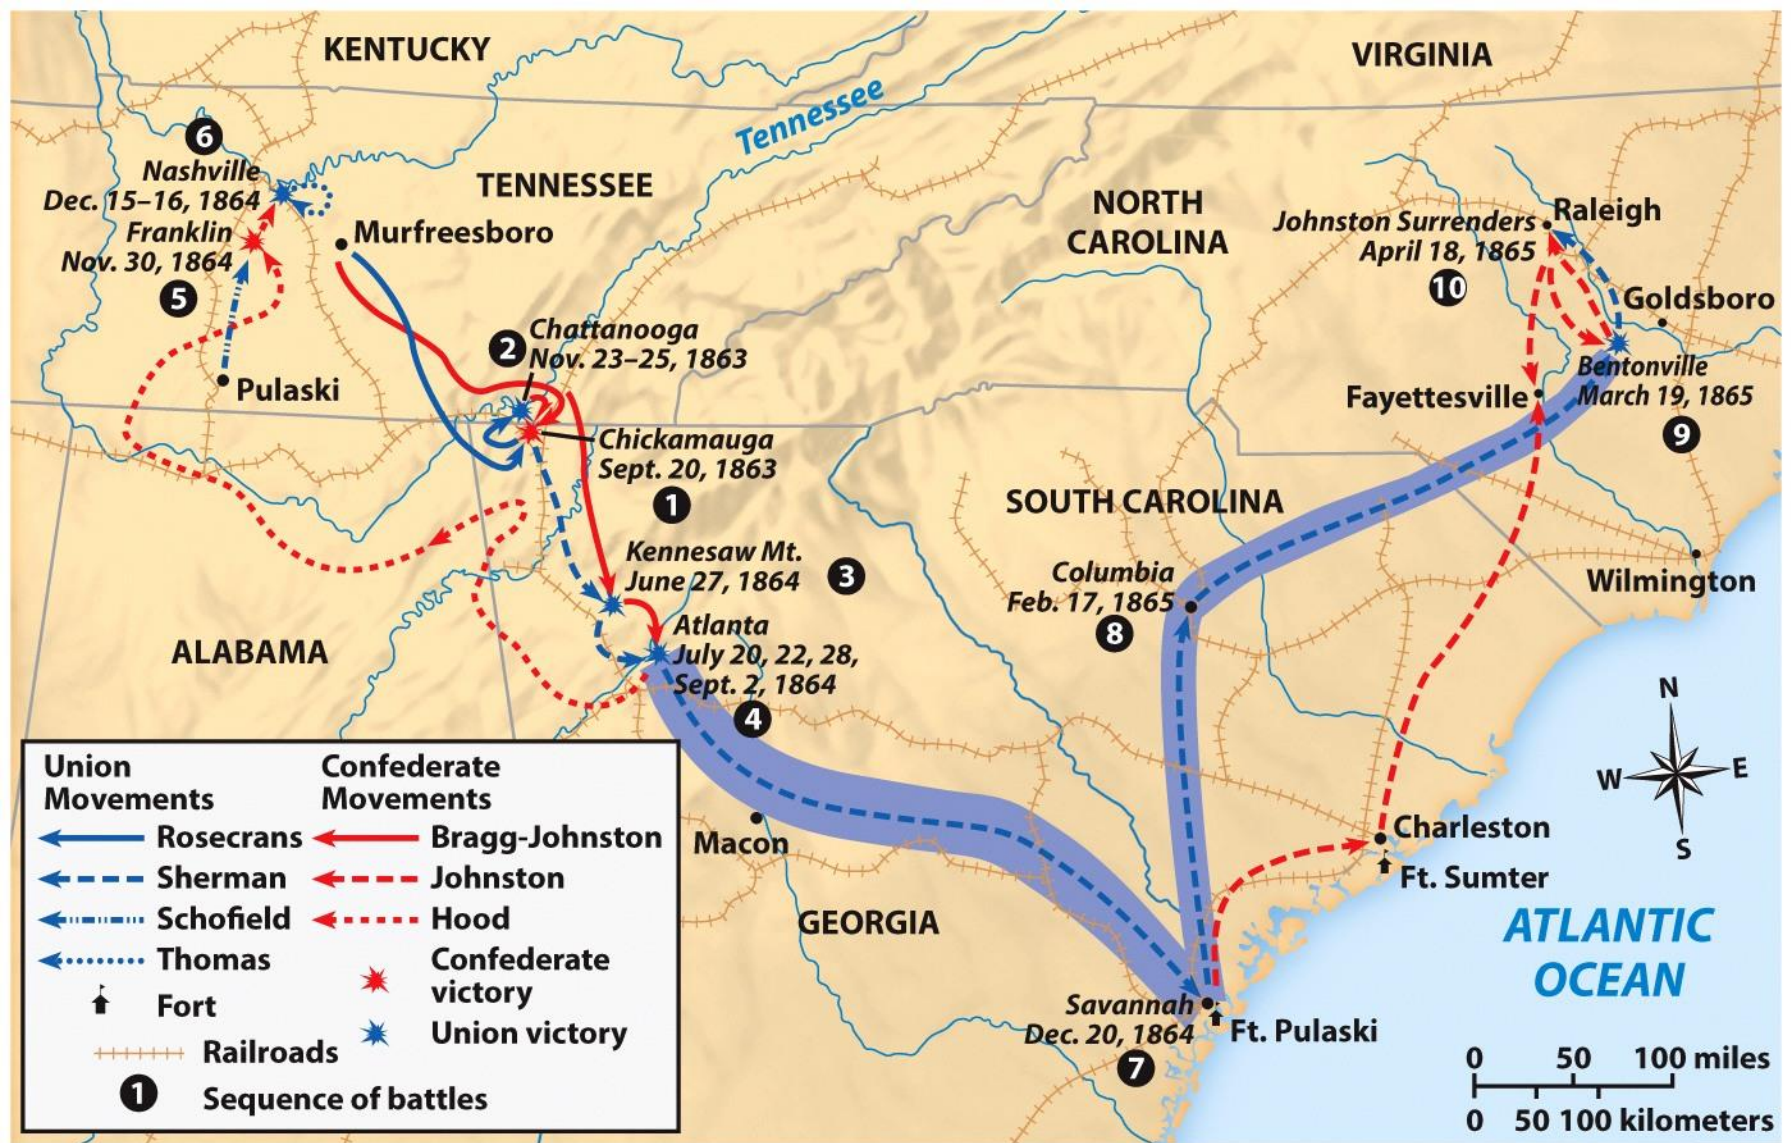 KENTUCKY
VIRGINIA
Tennessee
6
Nashville
Dec. 15–16, 1864
TENNESSEE
Franklin
Nov. 30, 1864
5
Murfreesboro
NORTH
CAROLINA
Johnston Surrenders
April 18, 1865
10
Raleigh
Goldsboro
2
Chattanooga
Nov. 23–25, 1863
Pulaski
Fayettesville
Bentonville
March 19, 1865
9
Chickamauga
Sept. 20, 1863
1
SOUTH CAROLINA
Kennesaw Mt.
June 27, 1864
3
Columbia
Feb. 17, 1865
8
Wilmington
ALABAMA
Atlanta
July 20, 22, 28,
Sept. 2, 1864
4
N
W
E
S
Macon
Charleston
Ft. Sumter
GEORGIA
ATLANTIC
OCEAN
Savannah
Dec. 20, 1864
7
Ft. Pulaski
0 50 100 miles
0 50 100 kilometers
Union
Movements
Rosecrans
Sherman
Schofield
Thomas
Fort
Confederate
Movements
Bragg-Johnston
Johnston
Hood
Confederate
victory
Union victory
Railroads
1
Sequence of battles